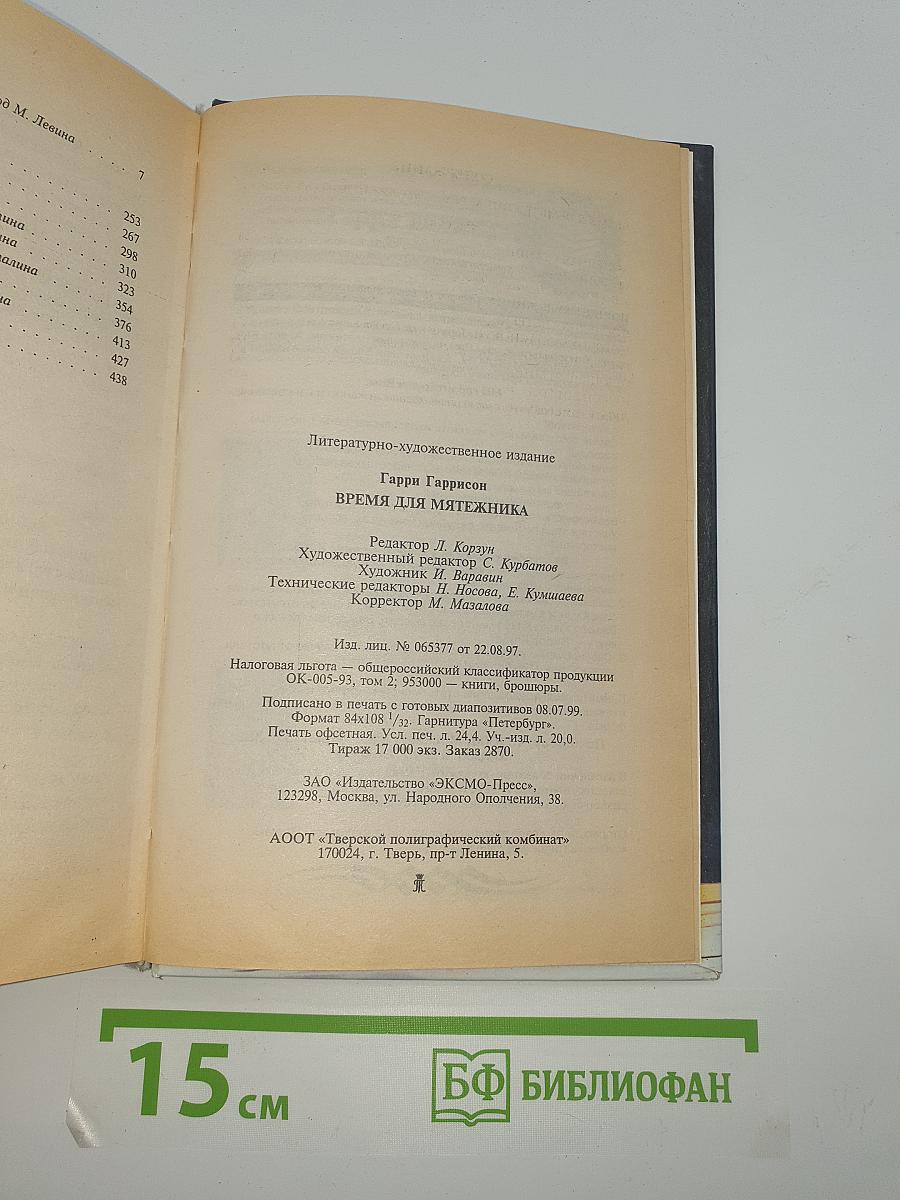 М. Левина
7
253
267
298
310
323
354
376
413
427
438
Литературно-художественное издание
Гарри Гаррисон
ВРЕМЯ ДЛЯ МЯТЕЖНИКА
Редактор Л. Корзун
Художественный редактор С. Курбатов
Художник И. Варавин
Технические редакторы Н. Носова, Е. Кумшаева
Корректор М. Мазалова
Изд. лиц. № 065377 от 22.08.97.
Налоговая льгота — общероссийский классификатор продукции
ОК-005-93, том 2; 953000 — книги, брошюры.
Подписано в печать с готовых диапозитивов 08.07.99.
Формат 84х108 1/32. Гарнитура «Петербург».
Печать офсетная. Усл. печ. л. 24,4. Уч.-изд. л. 20,0.
Тираж 17 000 экз. Заказ 2870.
ЗАО «Издательство «ЭКСМО-Пресс»,
123298, Москва, ул. Народного Ополчения, 38.
АООТ «Тверской полиграфический комбинат»
170024, г. Тверь, пр-т Ленина, 5.
15 см
БФ БИБЛИОФАН